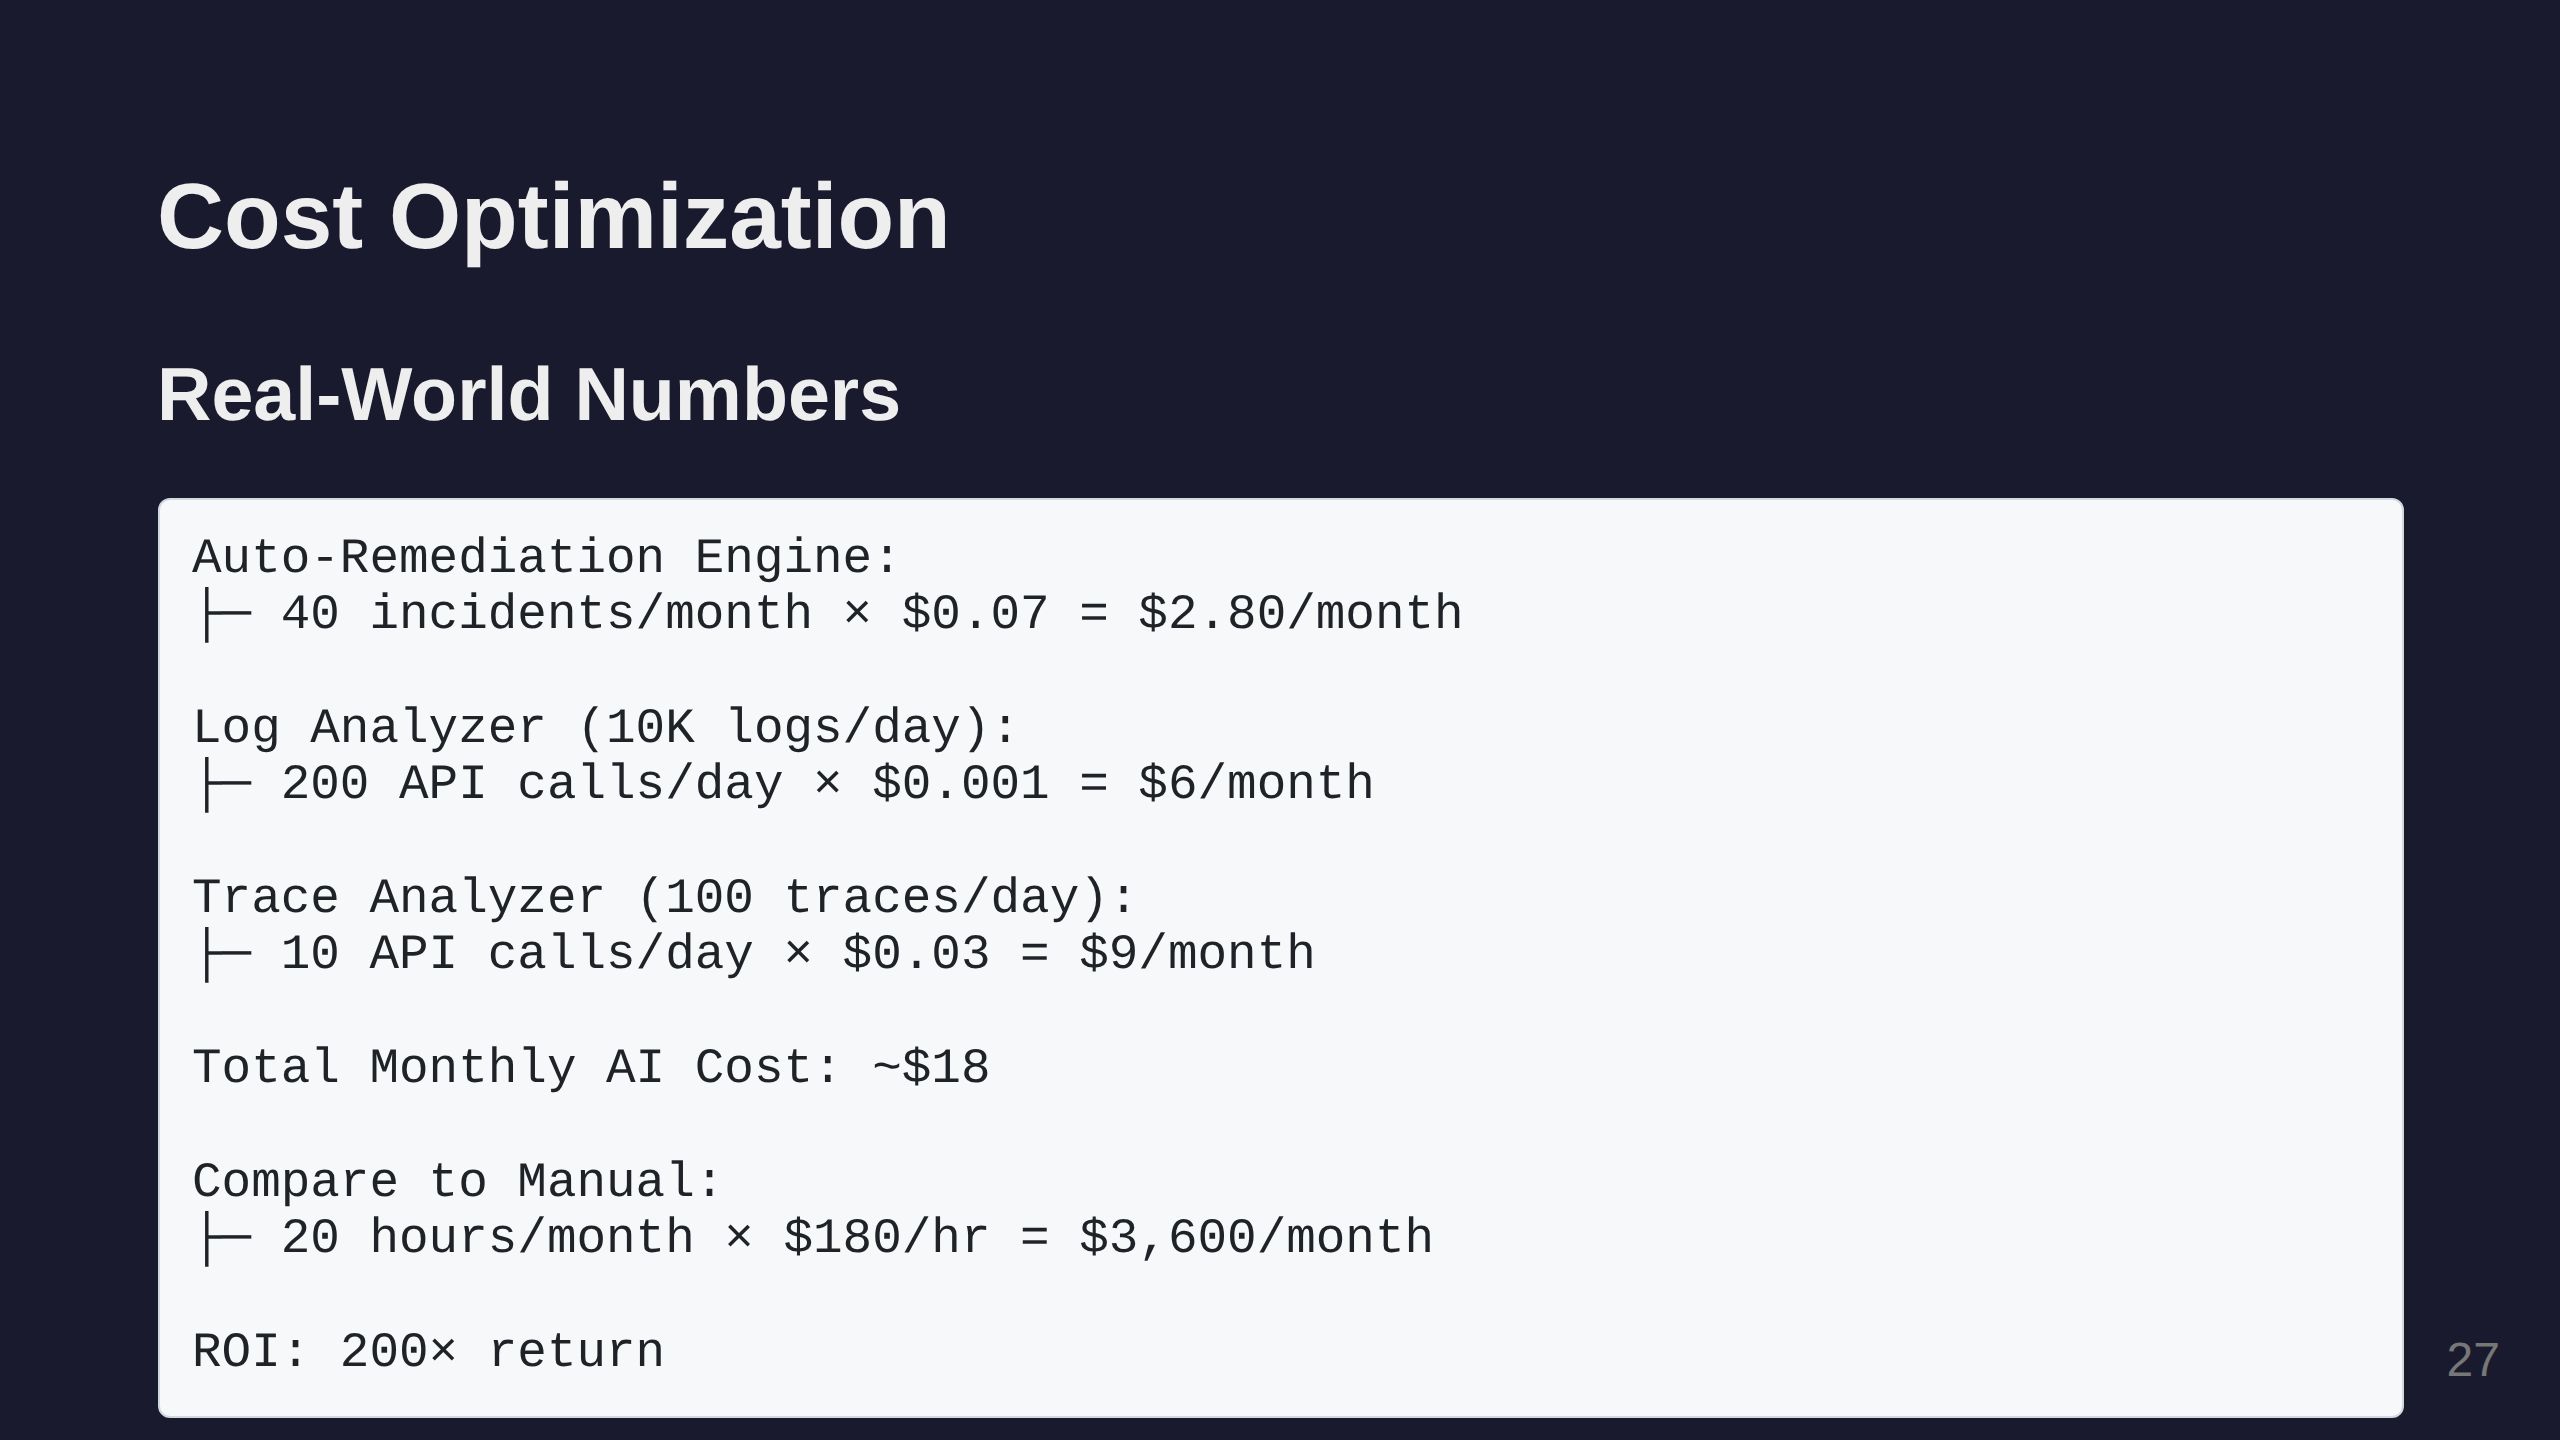 Cost Optimization
Real-World Numbers
Auto-Remediation Engine:
├─ 40 incidents/month × $0.07 = $2.80/month
Log Analyzer (10K logs/day):
├─ 200 API calls/day × $0.001 = $6/month
Trace Analyzer (100 traces/day):
├─ 10 API calls/day × $0.03 = $9/month
Total Monthly AI Cost: ~$18
Compare to Manual:
├─ 20 hours/month × $180/hr = $3,600/month
ROI: 200× return
27